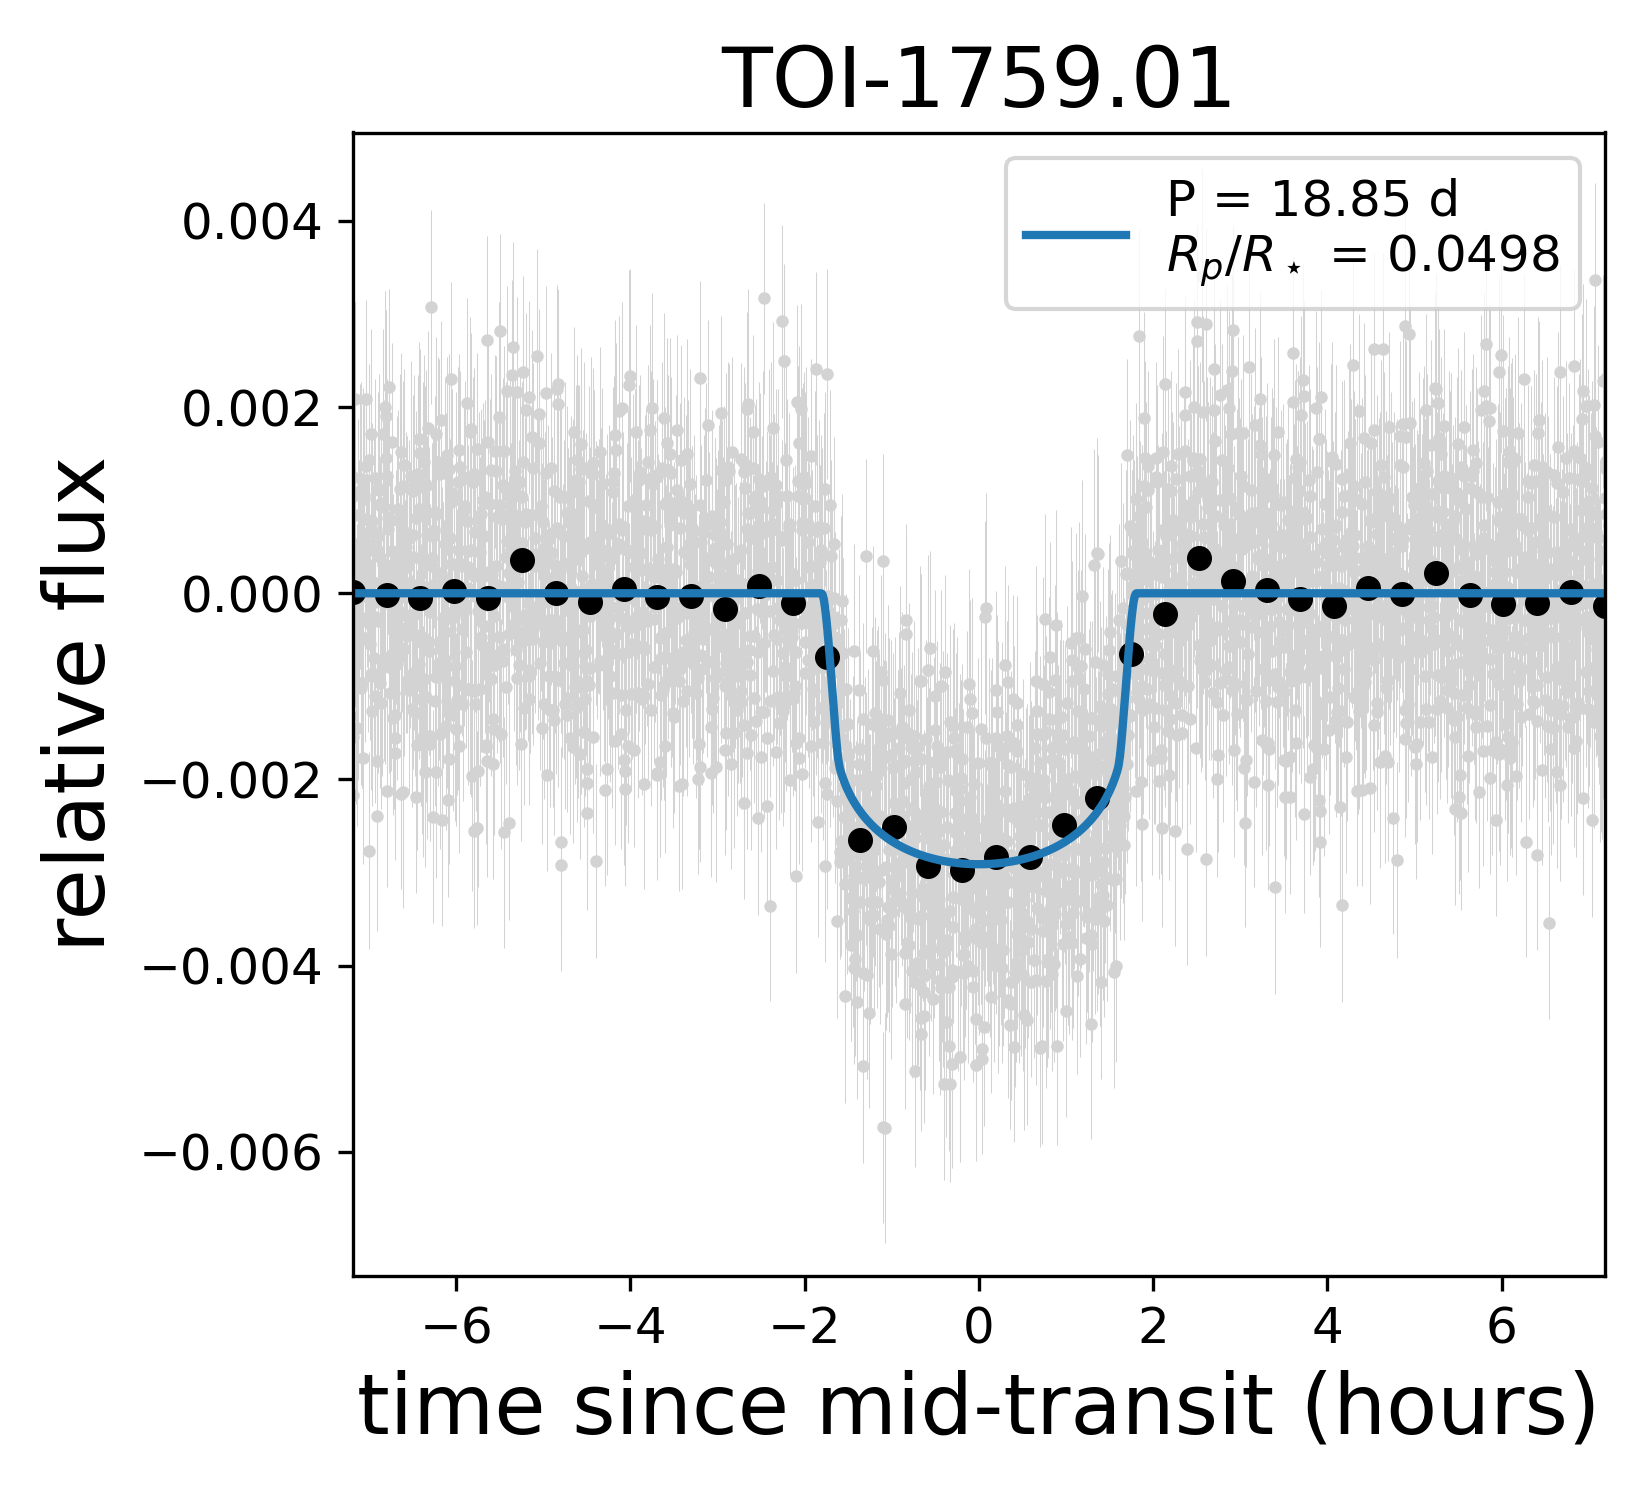 TOI-1759.01
P = 18.85 d
Rp/R⋆ = 0.0498
relative flux
0.004
0.002
0.000
−0.002
−0.004
−0.006
−6 −4 −2 0 2 4 6
time since mid-transit (hours)